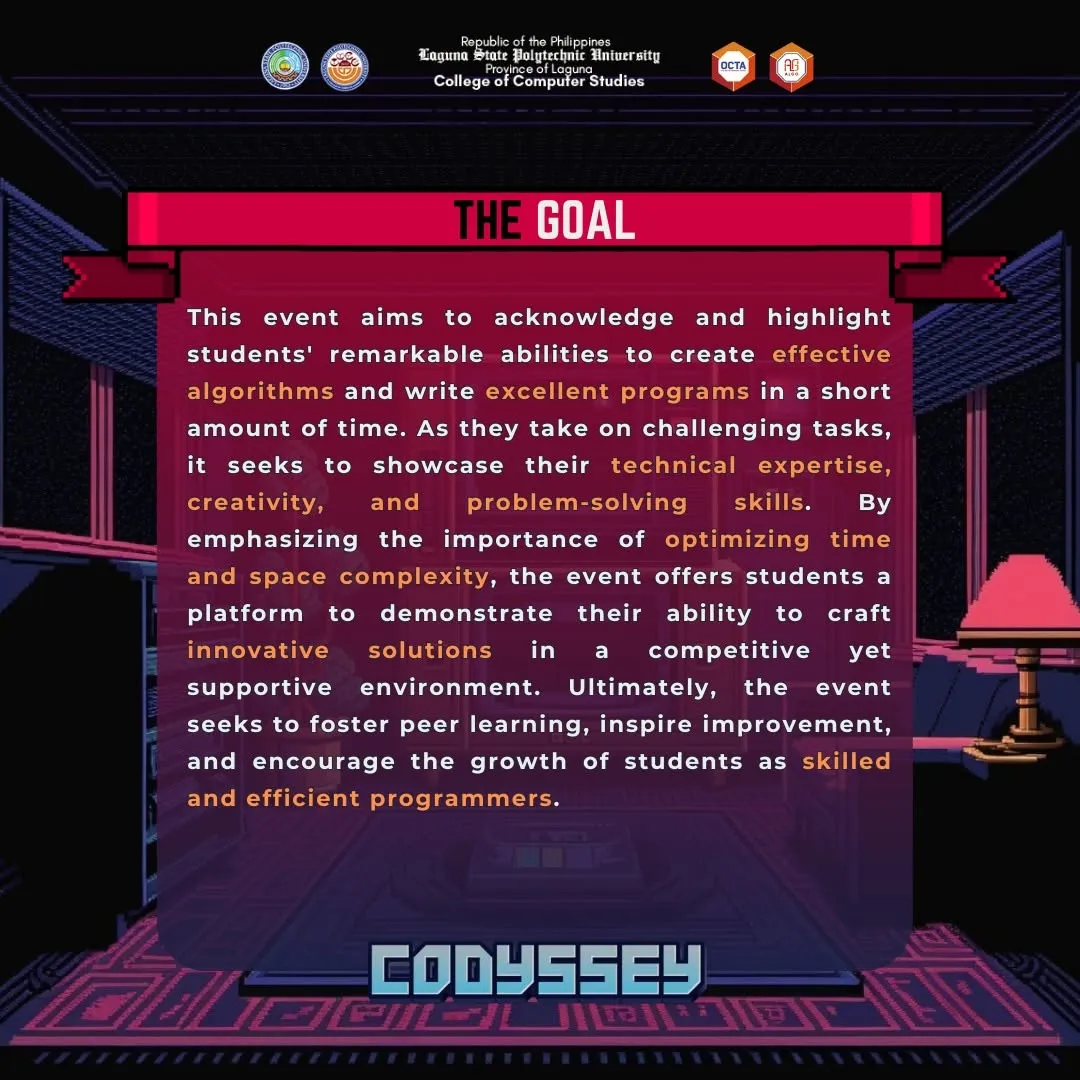 Republic of the Philippines
Laguna State Polytechnic University
Province of Laguna
College of Computer Studies
OCTA
ALGO
THE GOAL
This event aims to acknowledge and highlight
students' remarkable abilities to create effective
algorithms and write excellent programs in a short
amount of time. As they take on challenging tasks,
it seeks to showcase their technical expertise,
creativity, and problem-solving skills. By
emphasizing the importance of optimizing time
and space complexity, the event offers students a
platform to demonstrate their ability to craft
innovative solutions in a competitive yet
supportive environment. Ultimately, the event
seeks to foster peer learning, inspire improvement,
and encourage the growth of students as skilled
and efficient programmers.
CODYSSEY